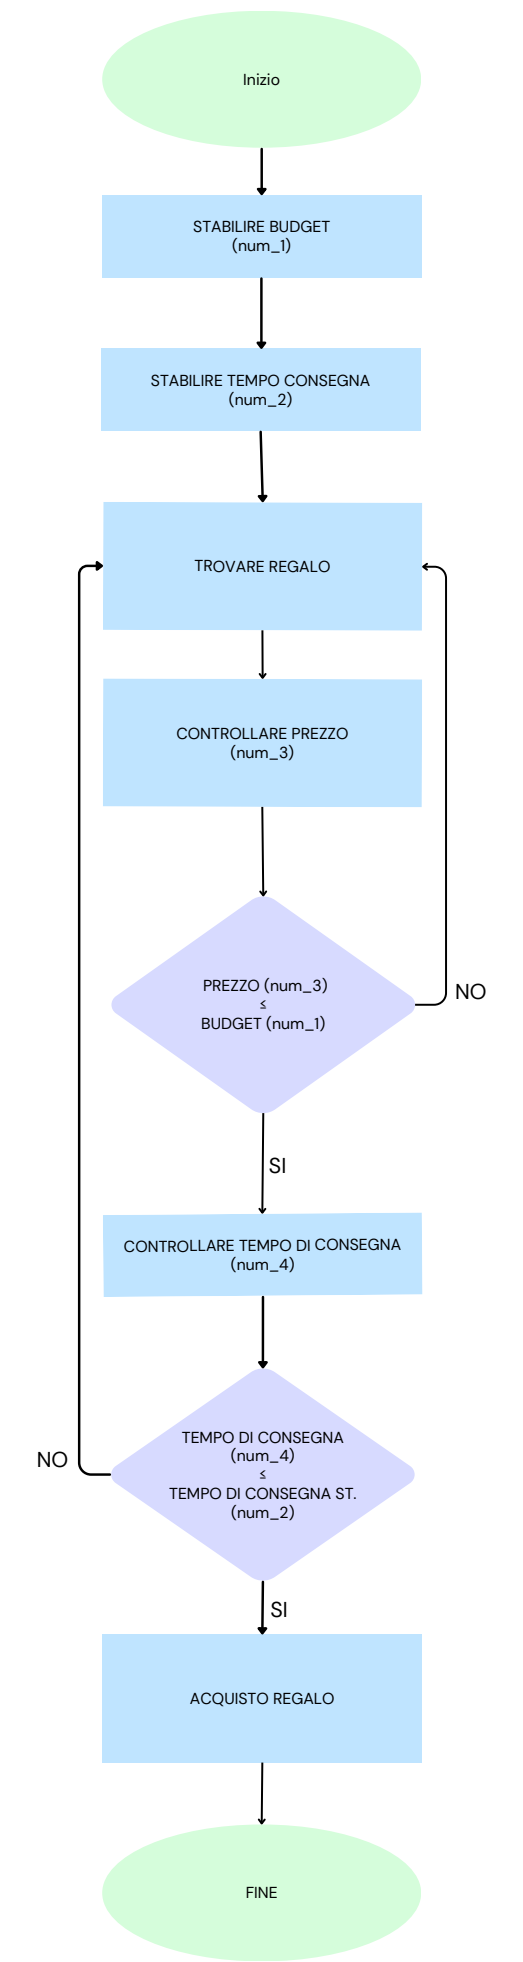 Inizio
STABILIRE BUDGET
(num_1)
STABILIRE TEMPO CONSEGNA
(num_2)
TROVARE REGALO
CONTROLLARE PREZZO
(num_3)
PREZZO (num_3)
≤
BUDGET (num_1)
NO
SI
CONTROLLARE TEMPO DI CONSEGNA
(num_4)
TEMPO DI CONSEGNA
(num_4)
≤
TEMPO DI CONSEGNA ST.
(num_2)
NO
SI
ACQUISTO REGALO
FINE